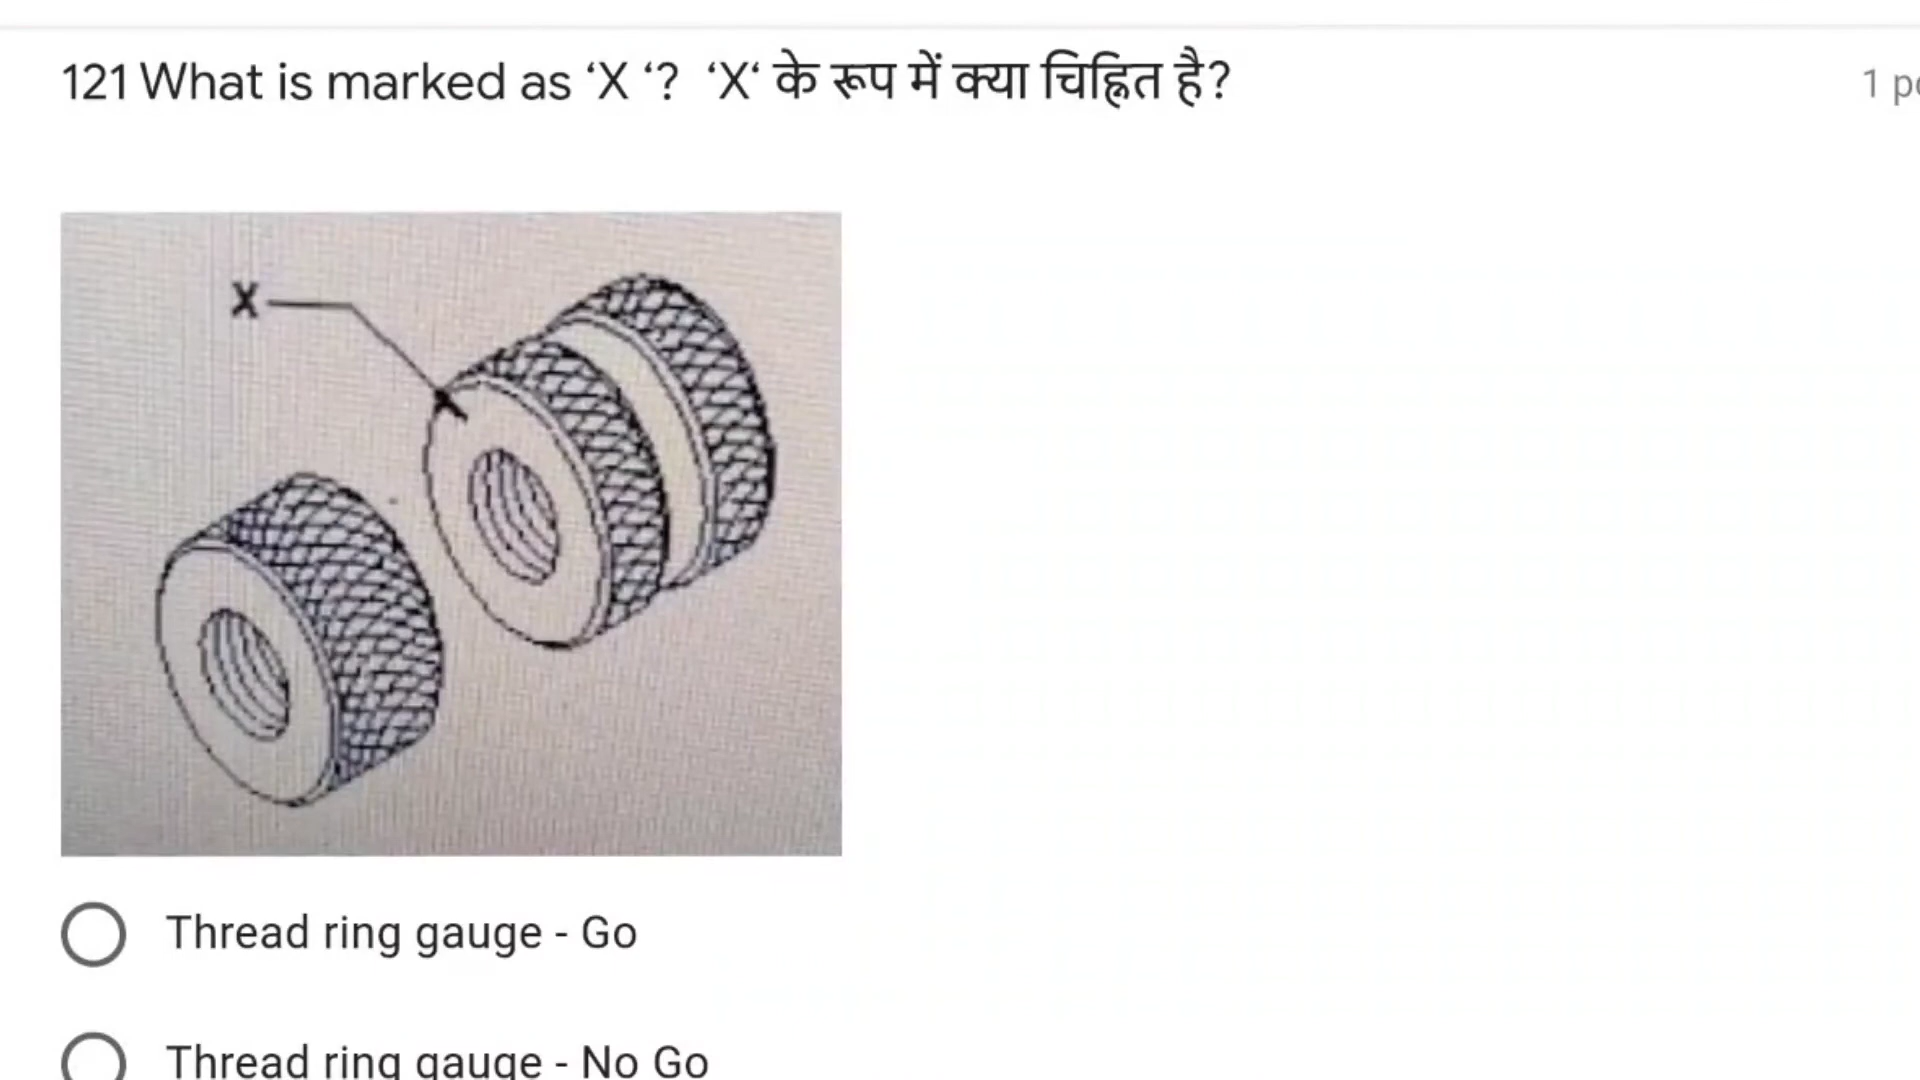 121 What is marked as ‘X ‘? ‘X‘ के रूप में क्या चिह्नित है?
1
X
Thread ring gauge - Go
Thread ring gauge - No Go